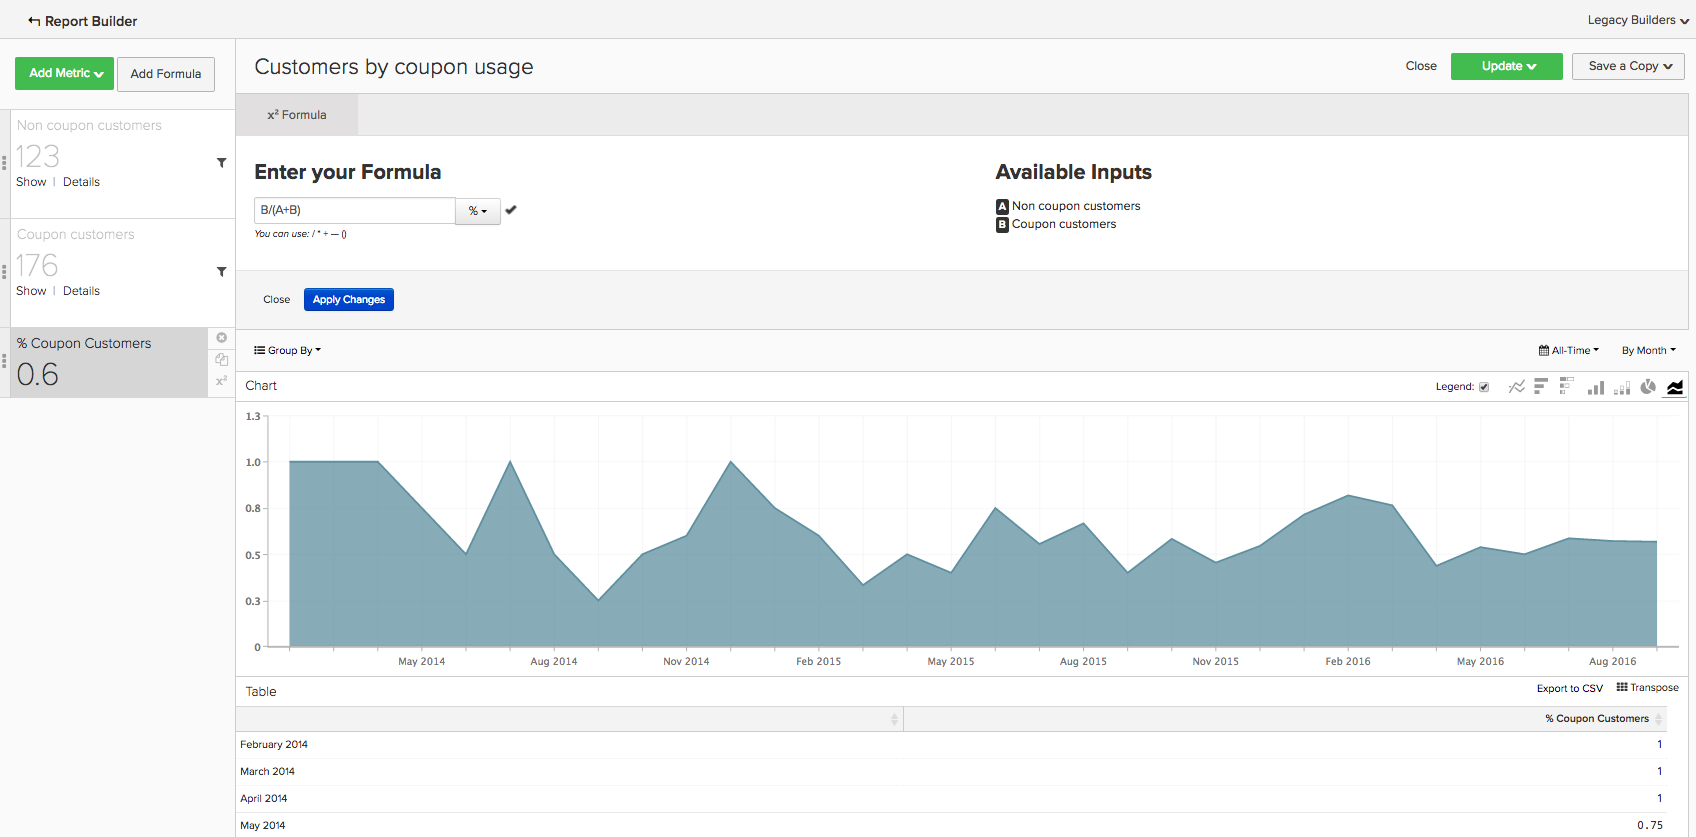 Report Builder
Legacy Builders
Add Metric
Add Formula
Customers by coupon usage
Close
Update
Save a Copy
Non coupon customers
123
Show | Details
Coupon customers
176
Show | Details
% Coupon Customers
0.6
x²
x² Formula
Enter your Formula
B/(A+B)
%
You can use: / * + — ()
Available Inputs
A Non coupon customers
B Coupon customers
Close
Apply Changes
Group By
All-Time
By Month
Chart
Legend:
1.3
1.0
0.8
0.5
0.3
0
May 2014
Aug 2014
Nov 2014
Feb 2015
May 2015
Aug 2015
Nov 2015
Feb 2016
May 2016
Aug 2016
Table
Export to CSV
Transpose
% Coupon Customers
February 2014 1
March 2014 1
April 2014 1
May 2014 0.75